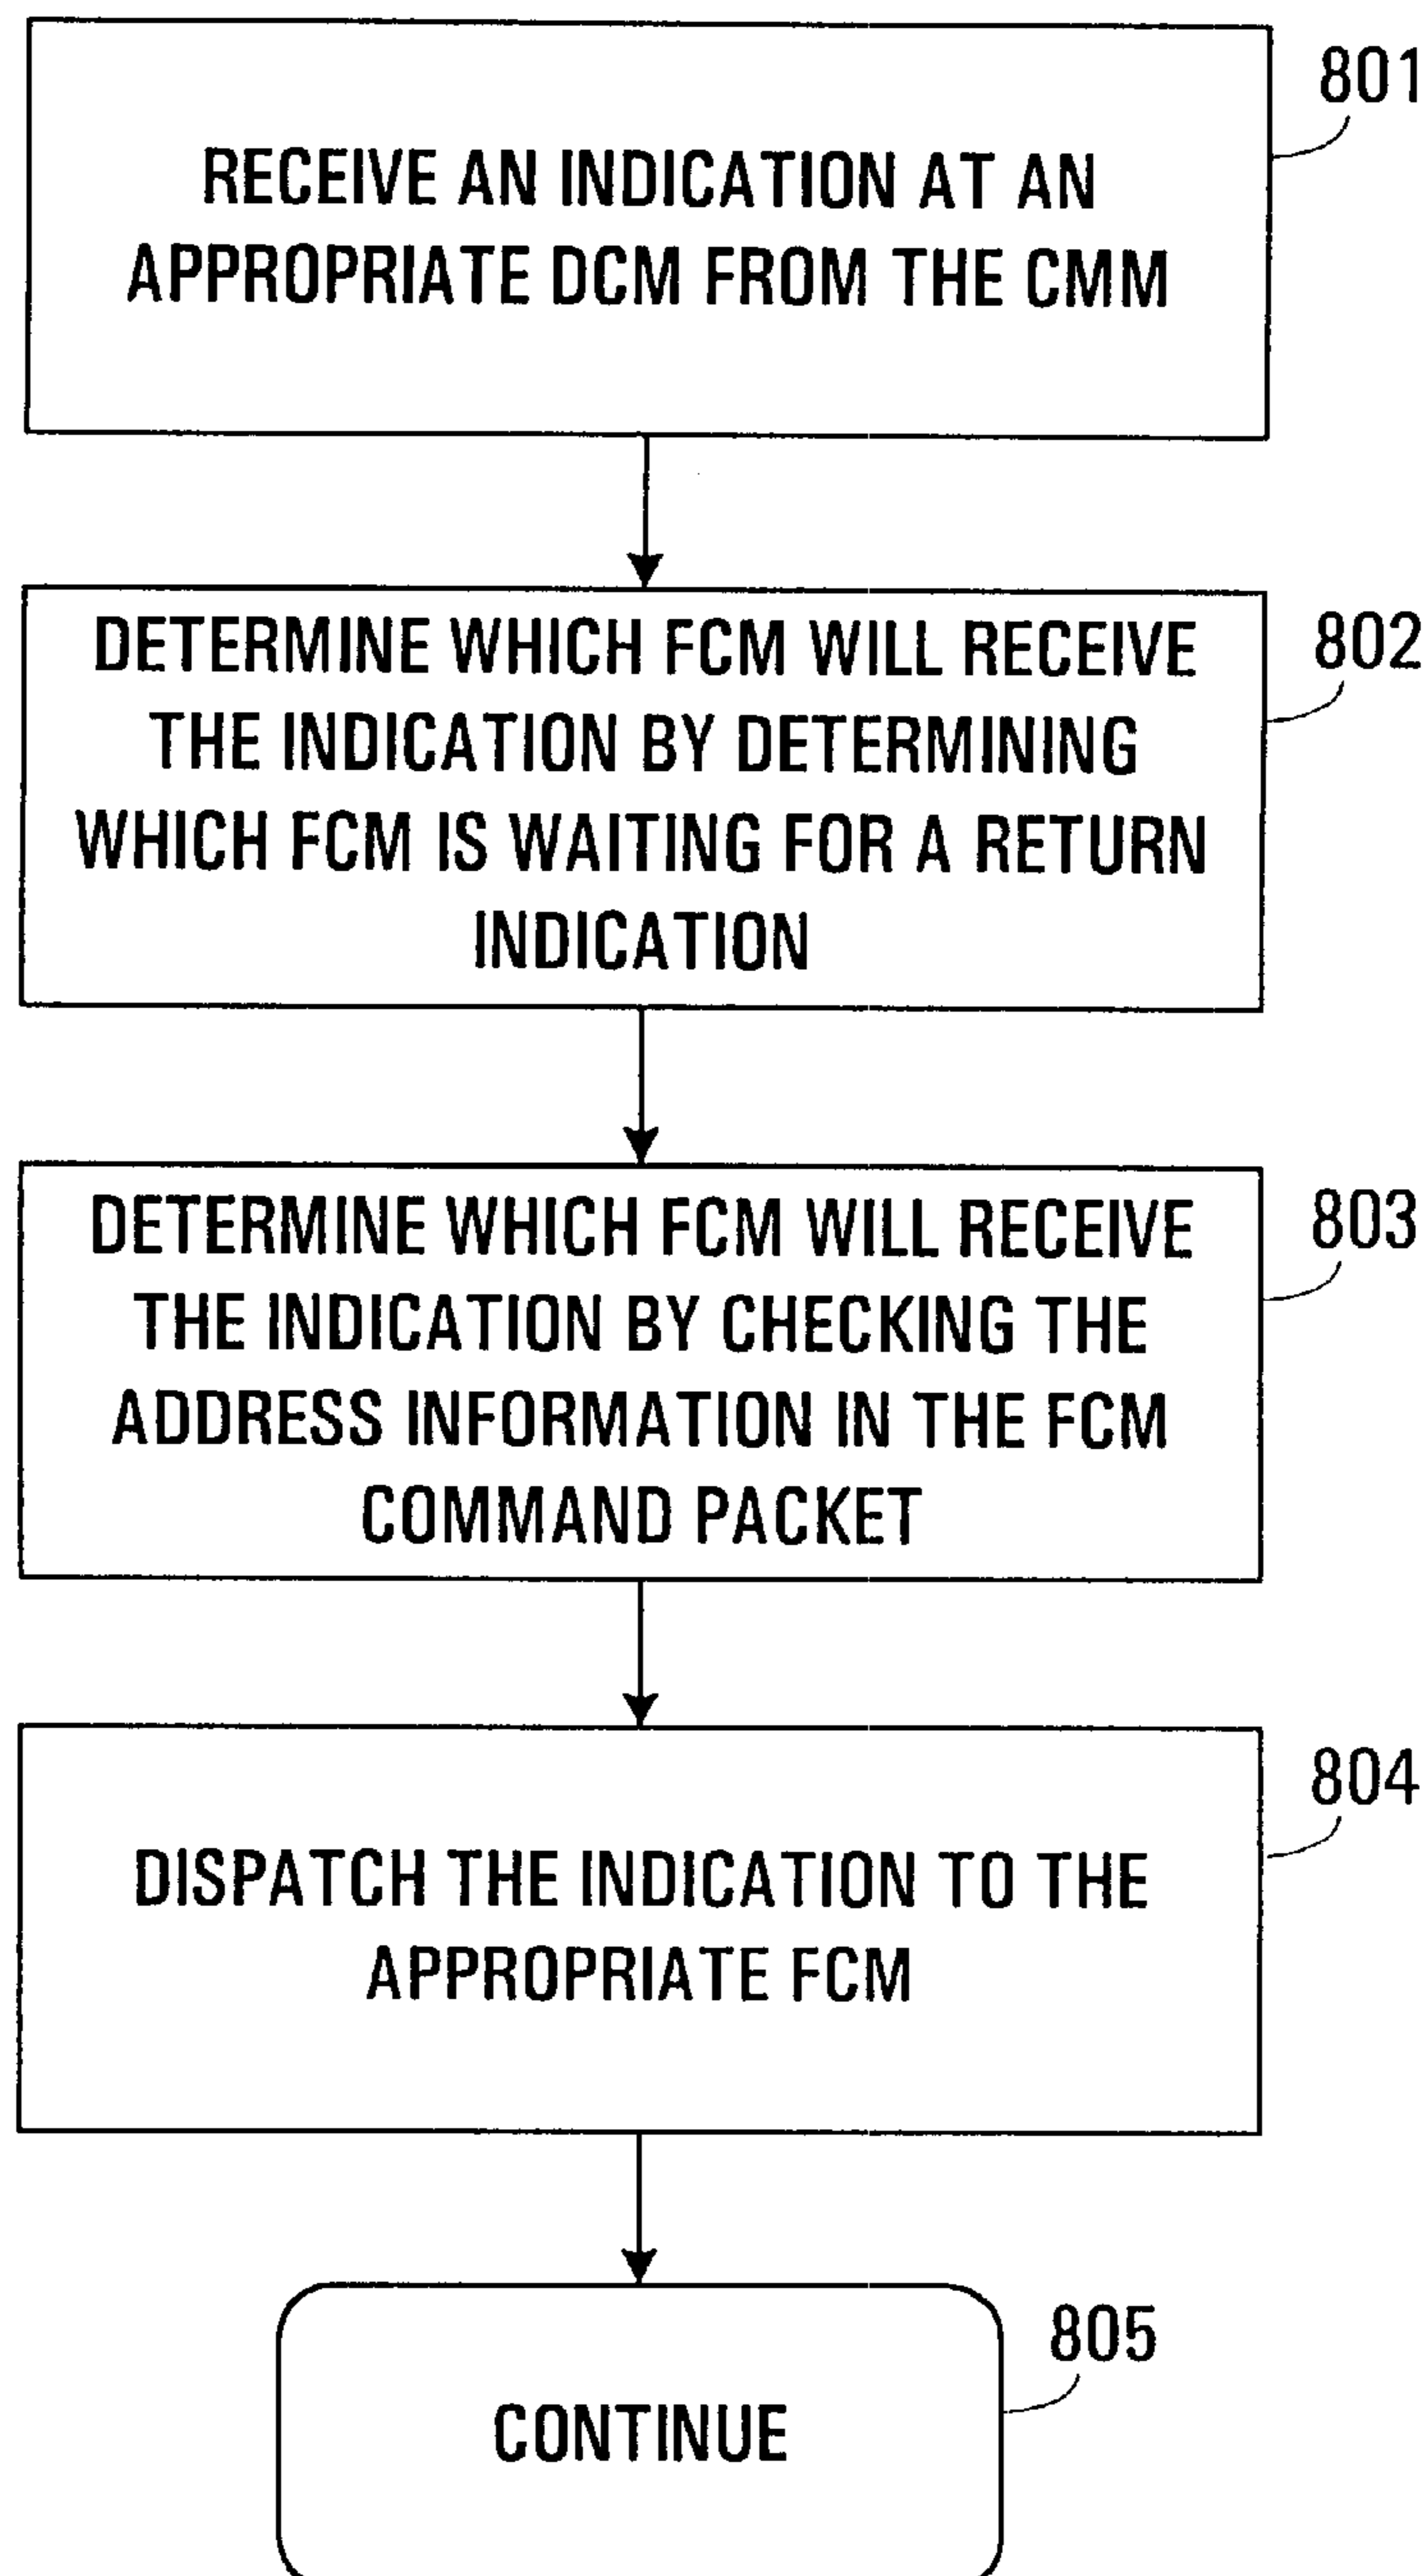 801
RECEIVE AN INDICATION AT AN
APPROPRIATE DCM FROM THE CMM
802
DETERMINE WHICH FCM WILL RECEIVE
THE INDICATION BY DETERMINING
WHICH FCM IS WAITING FOR A RETURN
INDICATION
803
DETERMINE WHICH FCM WILL RECEIVE
THE INDICATION BY CHECKING THE
ADDRESS INFORMATION IN THE FCM
COMMAND PACKET
804
DISPATCH THE INDICATION TO THE
APPROPRIATE FCM
805
CONTINUE